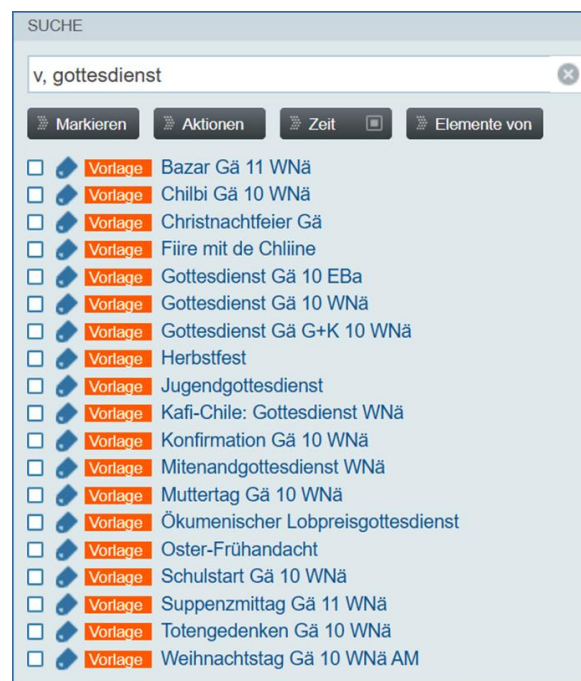 SUCHE
v, gottesdienst
Markieren Aktionen Zeit Elemente von
Vorlage Bazar Gä 11 WNä
Vorlage Chilbi Gä 10 WNä
Vorlage Christnachtfeier Gä
Vorlage Fiire mit de Chliine
Vorlage Gottesdienst Gä 10 EBa
Vorlage Gottesdienst Gä 10 WNä
Vorlage Gottesdienst Gä G+K 10 WNä
Vorlage Herbstfest
Vorlage Jugendgottesdienst
Vorlage Kafi-Chile: Gottesdienst WNä
Vorlage Konfirmation Gä 10 WNä
Vorlage Mitenandgottesdienst WNä
Vorlage Muttertag Gä 10 WNä
Vorlage Ökumenischer Lobpreisgottesdienst
Vorlage Oster-Frühandacht
Vorlage Schulstart Gä 10 WNä
Vorlage Suppenzmittag Gä 11 WNä
Vorlage Totengedenken Gä 10 WNä
Vorlage Weihnachtstag Gä 10 WNä AM